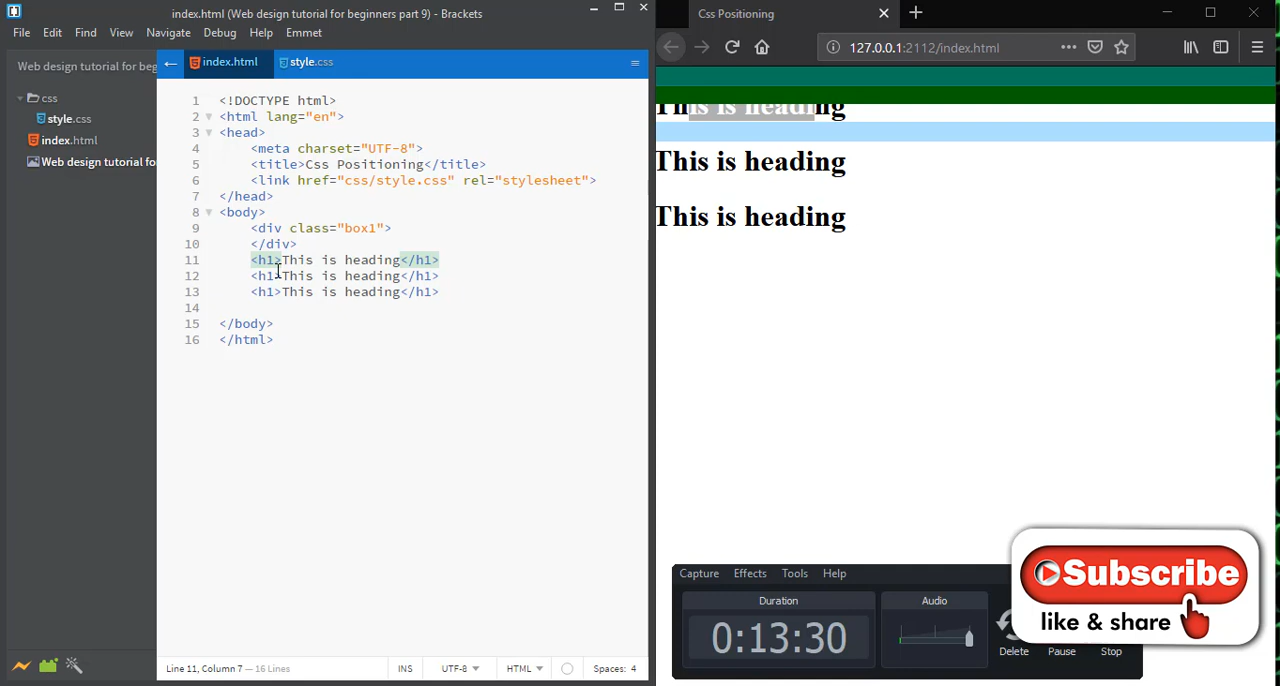 index.html (Web design tutorial for beginners part 9) - Brackets
File Edit Find View Navigate Debug Help Emmet
Web design tutorial for beg
css
style.css
index.html
Web design tutorial fo
index.html
style.css
1 <!DOCTYPE html>
2 <html lang="en">
3 <head>
4 <meta charset="UTF-8">
5 <title>Css Positioning</title>
6 <link href="css/style.css" rel="stylesheet">
7 </head>
8 <body>
9 <div class="box1">
10 </div>
11 <h1>This is heading</h1>
12 <h1>This is heading</h1>
13 <h1>This is heading</h1>
14
15 </body>
16 </html>
Line 11, Column 7 — 16 Lines
INS UTF-8 HTML Spaces: 4
Css Positioning
127.0.0.1:2112/index.html
This is heading
This is heading
This is heading
Capture Effects Tools Help
Duration
0:13:30
Audio
Delete Pause Stop
Subscribe
like & share